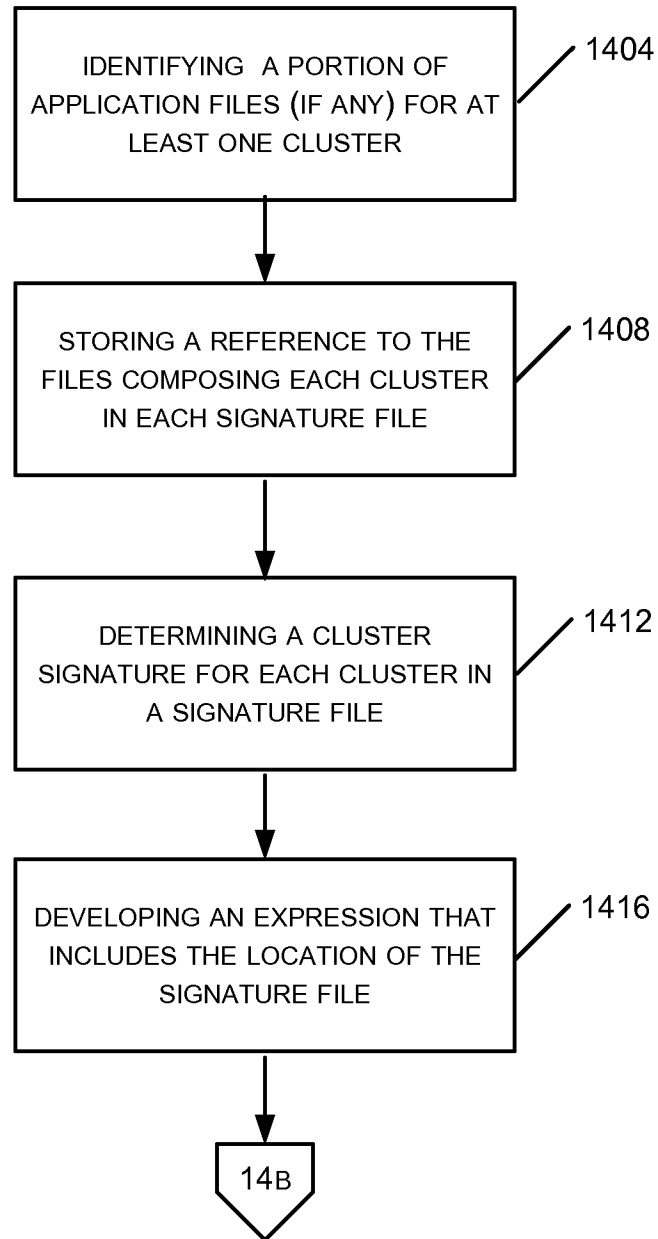 IDENTIFYING A PORTION OF
APPLICATION FILES (IF ANY) FOR AT
LEAST ONE CLUSTER
1404
STORING A REFERENCE TO THE
FILES COMPOSING EACH CLUSTER
IN EACH SIGNATURE FILE
1408
DETERMINING A CLUSTER
SIGNATURE FOR EACH CLUSTER IN
A SIGNATURE FILE
1412
DEVELOPING AN EXPRESSION THAT
INCLUDES THE LOCATION OF THE
SIGNATURE FILE
1416
14B